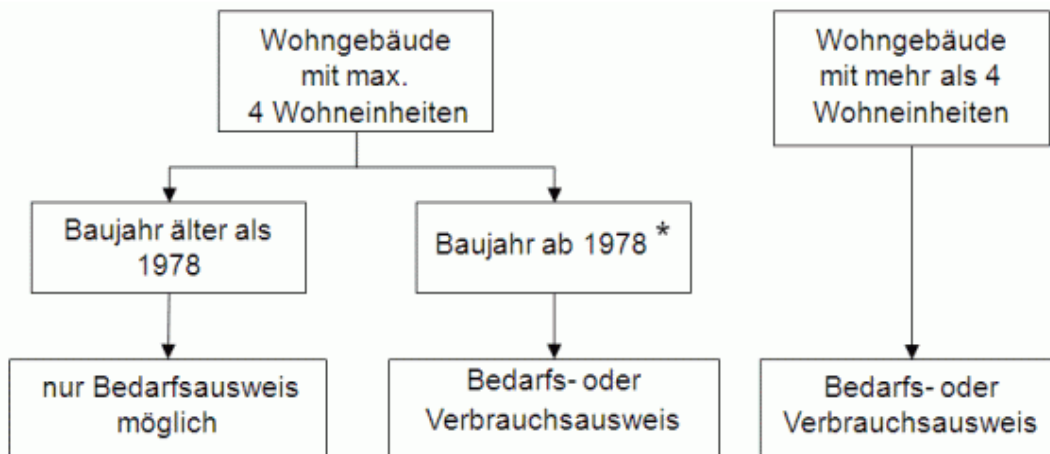 Wohngebäude
mit max.
4 Wohneinheiten
Wohngebäude
mit mehr als 4
Wohneinheiten
Baujahr älter als
1978
Baujahr ab 1978 *
nur Bedarfsausweis
möglich
Bedarfs- oder
Verbrauchsausweis
Bedarfs- oder
Verbrauchsausweis